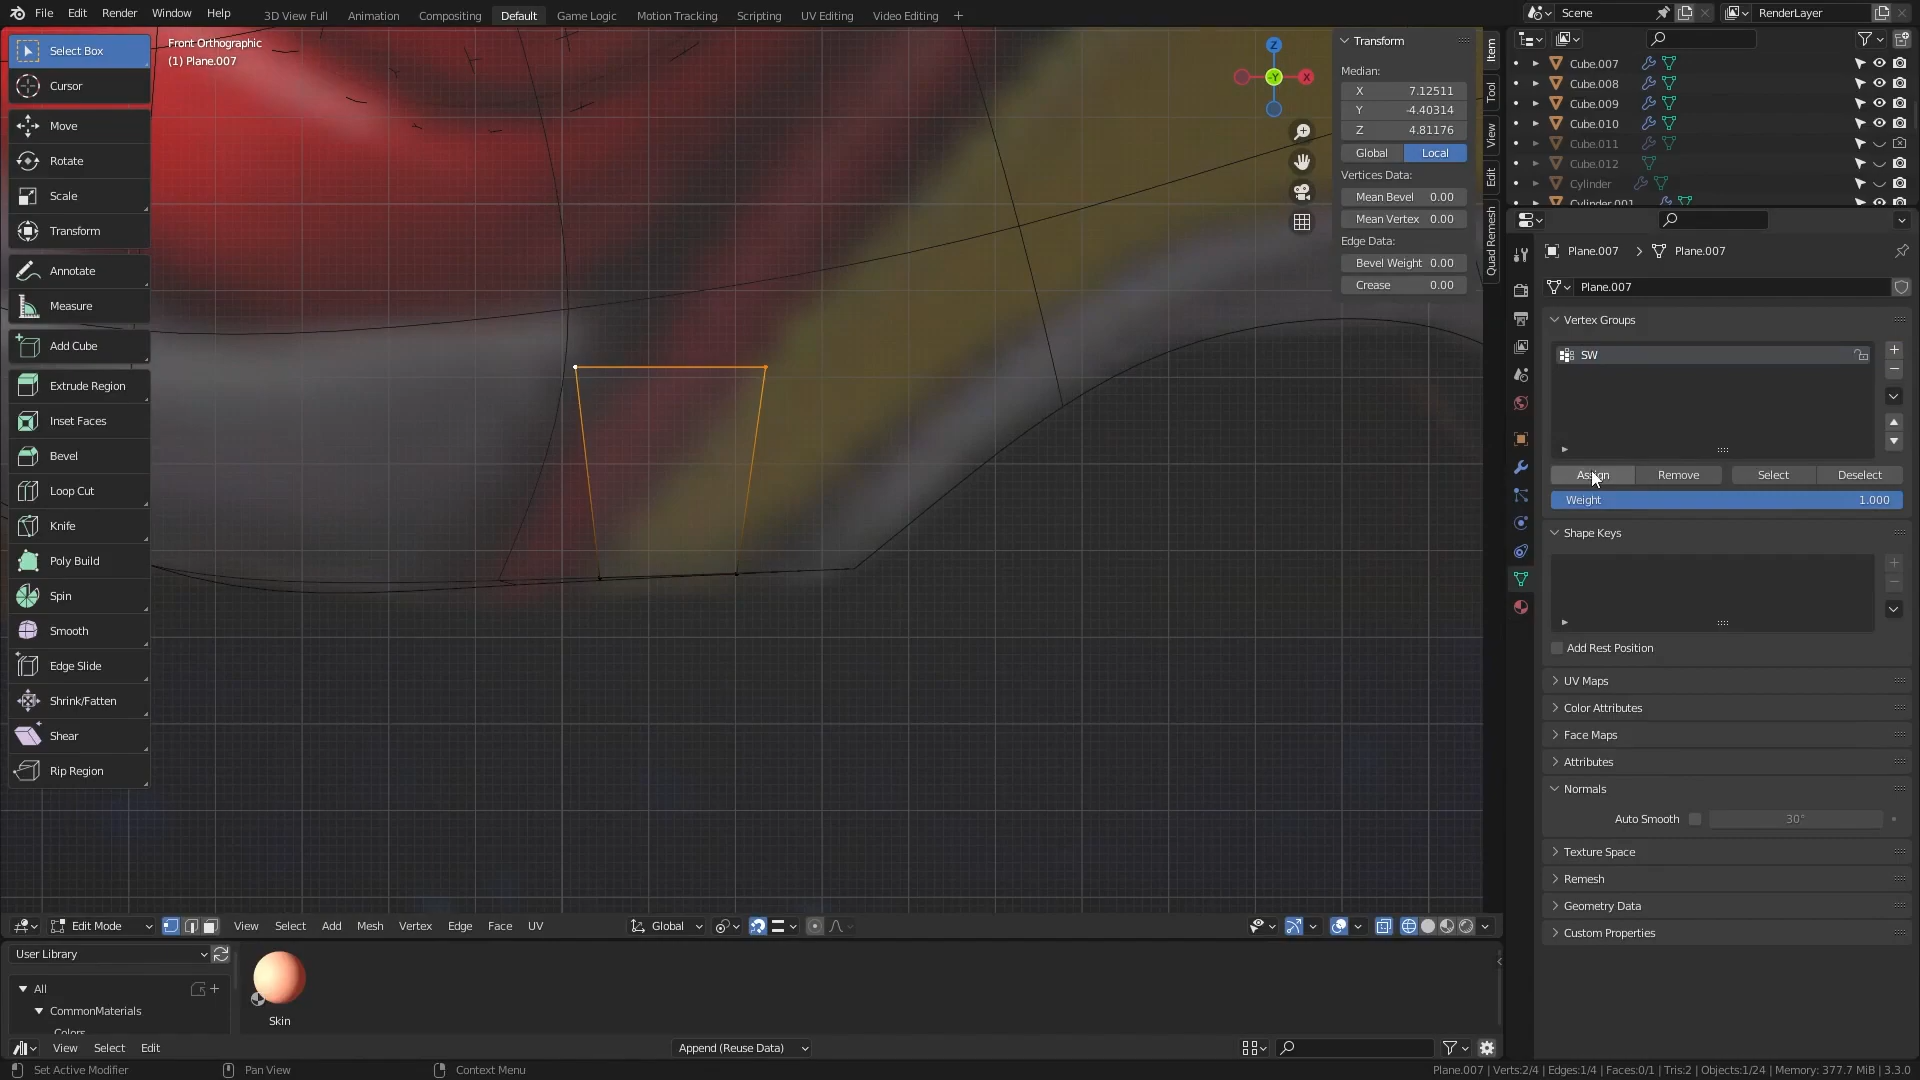 File Edit Render Window Help 3D View Full Animation Compositing Default Game Logic Motion Tracking Scripting UV Editing Video Editing + Scene RenderLayer
Select Box
Cursor
Move
Rotate
Scale
Transform
Annotate
Measure
Add Cube
Extrude Region
Inset Faces
Bevel
Loop Cut
Knife
Poly Build
Spin
Smooth
Edge Slide
Shrink/Fatten
Shear
Rip Region
Front Orthographic
(1) Plane.007
Z
-Y
X
Transform
Median:
X 7.12511
Y -4.40314
Z 4.81176
Global Local
Vertices Data:
Mean Bevel 0.00
Mean Vertex 0.00
Edge Data:
Bevel Weight 0.00
Crease 0.00
Item
Tool
View
Edit
Quad Remesh
Cube.007
Cube.008
Cube.009
Cube.010
Cube.011
Cube.012
Cylinder
Cylinder.001
Plane.007 > Plane.007
Plane.007
Vertex Groups
SW
Assign Remove Select Deselect
Weight 1.000
Shape Keys
Add Rest Position
UV Maps
Color Attributes
Face Maps
Attributes
Normals
Auto Smooth 30°
Texture Space
Remesh
Geometry Data
Custom Properties
Edit Mode View Select Add Mesh Vertex Edge Face UV Global
User Library
All
CommonMaterials
Colors
Skin
View Select Edit Append (Reuse Data)
Set Active Modifier Pan View Context Menu Plane.007 | Verts:2/4 | Edges:1/4 | Faces:0/1 | Tris:2 | Objects:1/24 | Memory: 377.7 MiB | 3.3.0